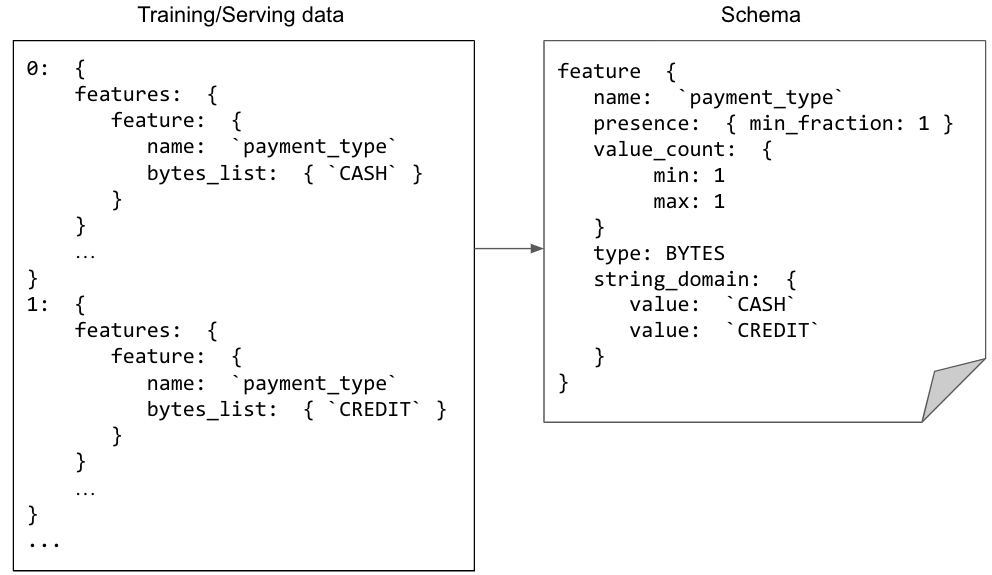 Training/Serving data
0: {
features: {
feature: {
name: `payment_type`
bytes_list: { `CASH` }
}
}
...
}
1: {
features: {
feature: {
name: `payment_type`
bytes_list: { `CREDIT` }
}
}
...
}
...
Schema
feature {
name: `payment_type`
presence: { min_fraction: 1 }
value_count: {
min: 1
max: 1
}
type: BYTES
string_domain: {
value: `CASH`
value: `CREDIT`
}
}